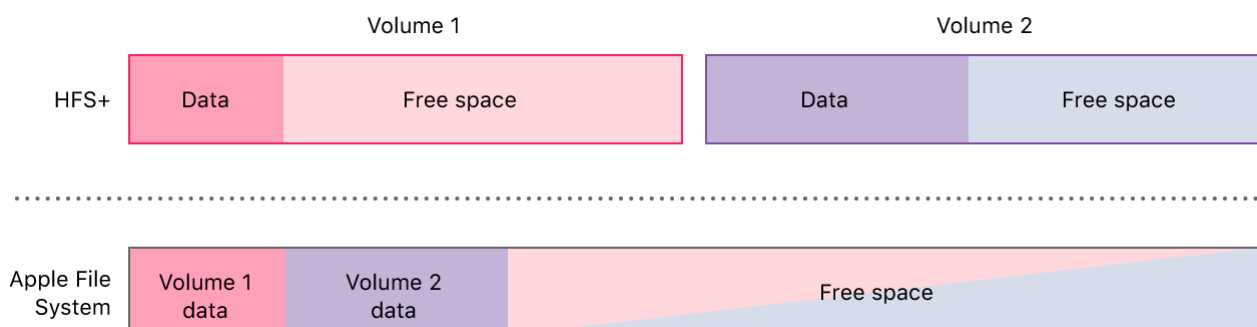 Volume 1
Volume 2
HFS+
Data
Free space
Data
Free space
Apple File
System
Volume 1
data
Volume 2
data
Free space